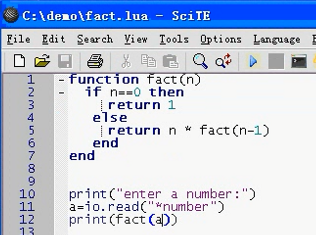 C:\demo\fact.lua - SciTE
File Edit Search View Tools Options Language
1 - function fact(n)
2 - if n==0 then
3 return 1
4 else
5 return n * fact(n-1)
6 end
7 end
8
9
10 print("enter a number:")
11 a=io.read("*number")
12 print(fact(a))